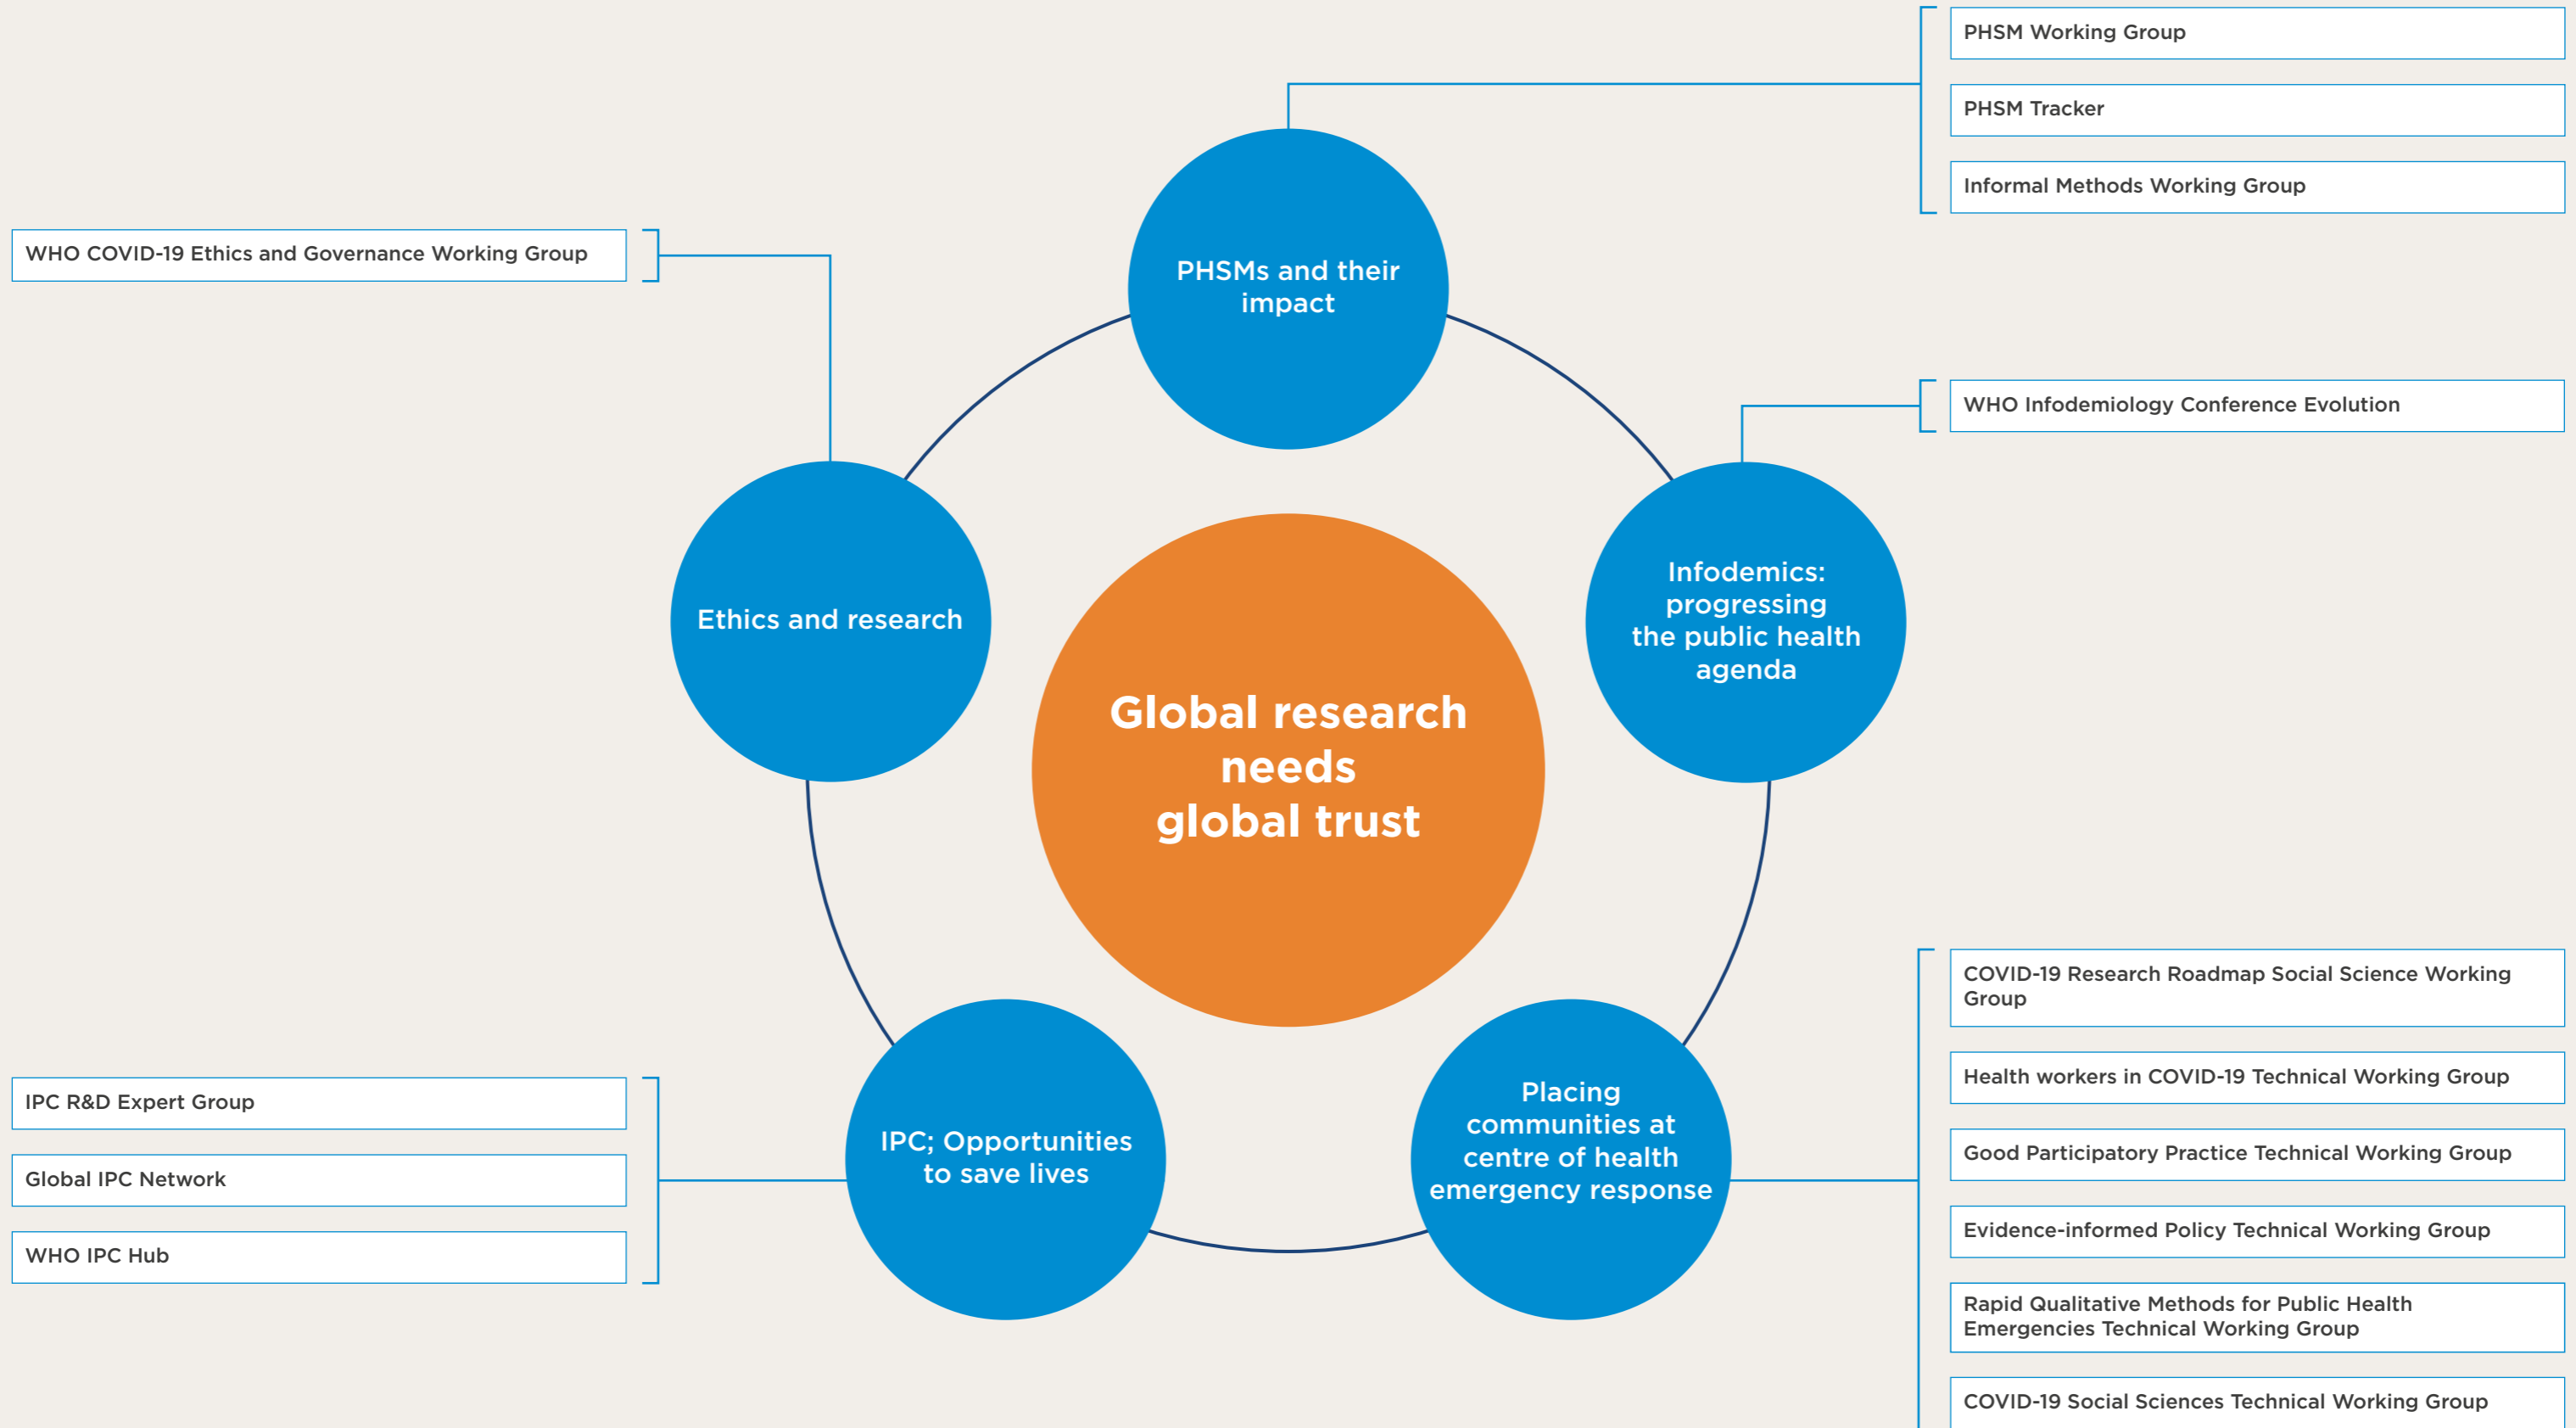 PHSM Working Group
PHSM Tracker
Informal Methods Working Group
PHSMs and their
impact
WHO COVID-19 Ethics and Governance Working Group
WHO Infodemiology Conference Evolution
Ethics and research
Infodemics:
progressing
the public health
agenda
Global research
needs
global trust
IPC R&D Expert Group
Global IPC Network
WHO IPC Hub
IPC; Opportunities
to save lives
Placing
communities at
centre of health
emergency response
COVID-19 Research Roadmap Social Science Working
Group
Health workers in COVID-19 Technical Working Group
Good Participatory Practice Technical Working Group
Evidence-informed Policy Technical Working Group
Rapid Qualitative Methods for Public Health
Emergencies Technical Working Group
COVID-19 Social Sciences Technical Working Group